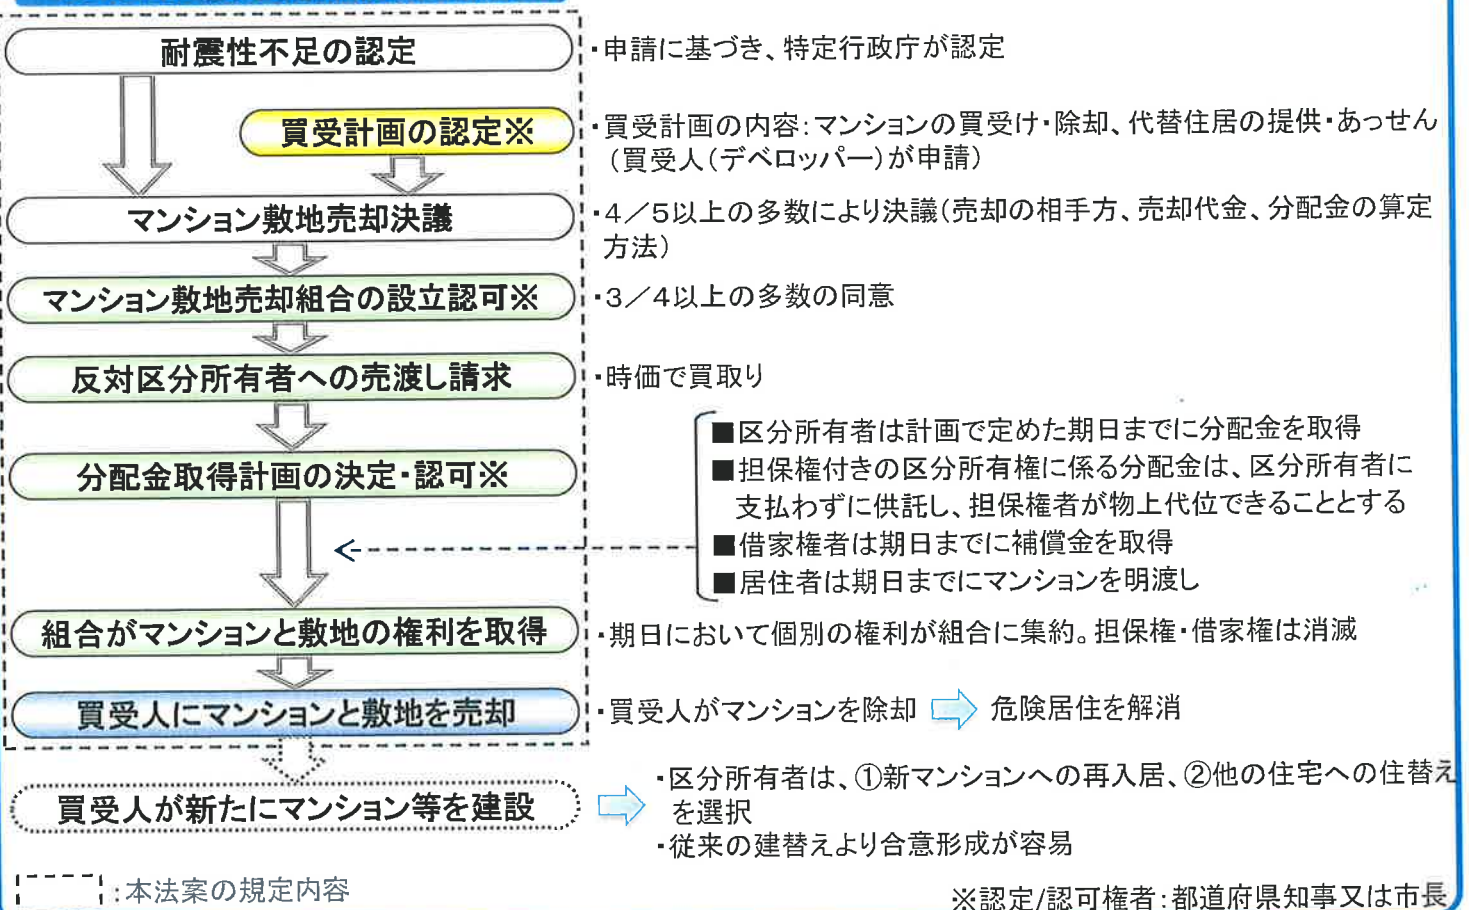 耐震性不足の認定
・申請に基づき、特定行政庁が認定
買受計画の認定※
・買受計画の内容：マンションの買受け・除却、代替住居の提供・あっせん
（買受人（デベロッパー）が申請）
マンション敷地売却決議
・4／5以上の多数により決議（売却の相手方、売却代金、分配金の算定
方法）
マンション敷地売却組合の設立認可※
・3／4以上の多数の同意
反対区分所有者への売渡し請求
・時価で買取り
■区分所有者は計画で定めた期日までに分配金を取得
■担保権付きの区分所有権に係る分配金は、区分所有者に
支払わずに供託し、担保権者が物上代位できることとする
■借家権者は期日までに補償金を取得
■居住者は期日までにマンションを明渡し
分配金取得計画の決定・認可※
組合がマンションと敷地の権利を取得
・期日において個別の権利が組合に集約。担保権・借家権は消滅
買受人にマンションと敷地を売却
・買受人がマンションを除却 危険居住を解消
買受人が新たにマンション等を建設
・区分所有者は、①新マンションへの再入居、②他の住宅への住替え
を選択
・従来の建替えより合意形成が容易
：本法案の規定内容
※認定/認可権者：都道府県知事又は市長